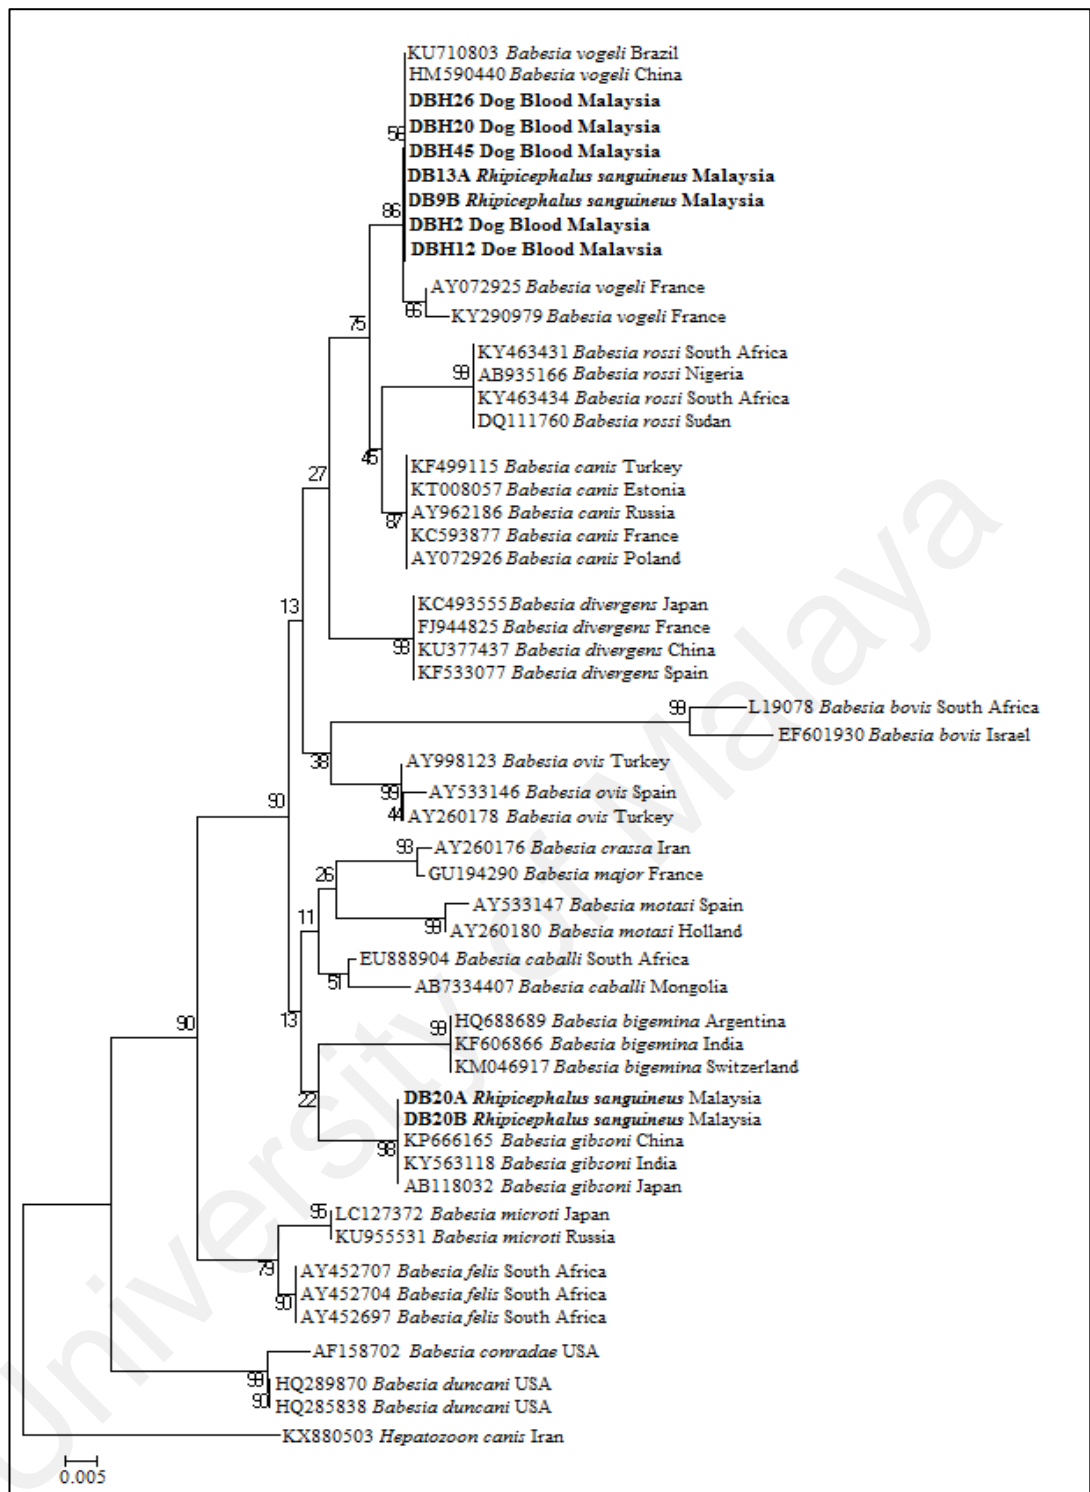 KU710803 Babesia vogeli Brazil
HM590440 Babesia vogeli China
DBH26 Dog Blood Malaysia
DBH20 Dog Blood Malaysia
56
DBH45 Dog Blood Malaysia
DB13A Rhipicephalus sanguineus Malaysia
DB9B Rhipicephalus sanguineus Malaysia
86
DBH2 Dog Blood Malaysia
DBH12 Dog Blood Malaysia
AY072925 Babesia vogeli France
66
KY290979 Babesia vogeli France
75
KY463431 Babesia rossi South Africa
99
AB935166 Babesia rossi Nigeria
KY463434 Babesia rossi South Africa
DQ111760 Babesia rossi Sudan
45
KF499115 Babesia canis Turkey
27
KT008057 Babesia canis Estonia
AY962186 Babesia canis Russia
87
KC593877 Babesia canis France
AY072926 Babesia canis Poland
13
KC493555 Babesia divergens Japan
FJ944825 Babesia divergens France
98
KU377437 Babesia divergens China
KF533077 Babesia divergens Spain
99
L19078 Babesia bovis South Africa
EF601930 Babesia bovis Israel
38
AY998123 Babesia ovis Turkey
99
AY533146 Babesia ovis Spain
44
AY260178 Babesia ovis Turkey
90
93
AY260176 Babesia crassa Iran
26
GU194290 Babesia major France
AY533147 Babesia motasi Spain
11
98
AY260180 Babesia motasi Holland
EU888904 Babesia caballi South Africa
51
AB7334407 Babesia caballi Mongolia
13
90
99
HQ688689 Babesia bigemina Argentina
KF606866 Babesia bigemina India
KM046917 Babesia bigemina Switzerland
22
DB20A Rhipicephalus sanguineus Malaysia
DB20B Rhipicephalus sanguineus Malaysia
98
KP666165 Babesia gibsoni China
KY563118 Babesia gibsoni India
AB118032 Babesia gibsoni Japan
95
LC127372 Babesia microti Japan
KU955531 Babesia microti Russia
79
AY452707 Babesia felis South Africa
90
AY452704 Babesia felis South Africa
AY452697 Babesia felis South Africa
AF158702 Babesia conradae USA
99
HQ289870 Babesia duncani USA
90
HQ285838 Babesia duncani USA
KX880503 Hepatozoon canis Iran
0.005
University of Malaya